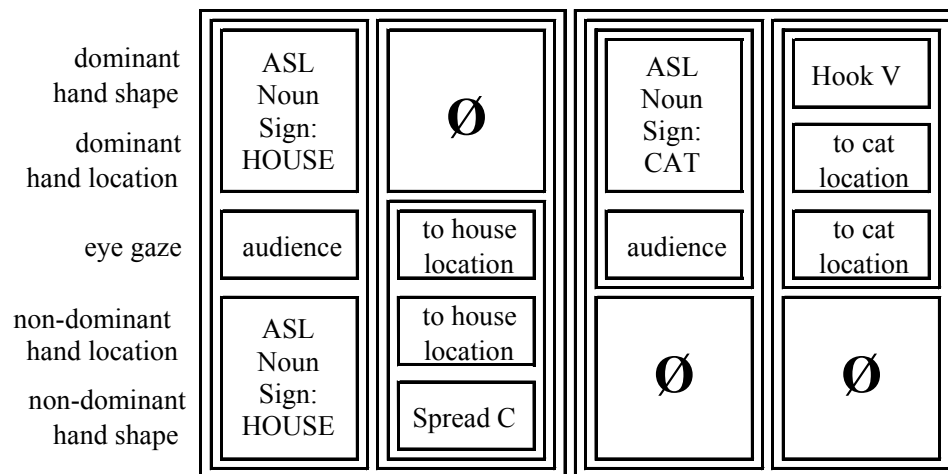 dominant
hand shape
dominant
hand location
eye gaze
non-dominant
hand location
non-dominant
hand shape
ASL
Noun
Sign:
HOUSE
audience
ASL
Noun
Sign:
HOUSE
Ø
to house
location
to house
location
Spread C
ASL
Noun
Sign:
CAT
audience
Ø
Hook V
to cat
location
to cat
location
Ø